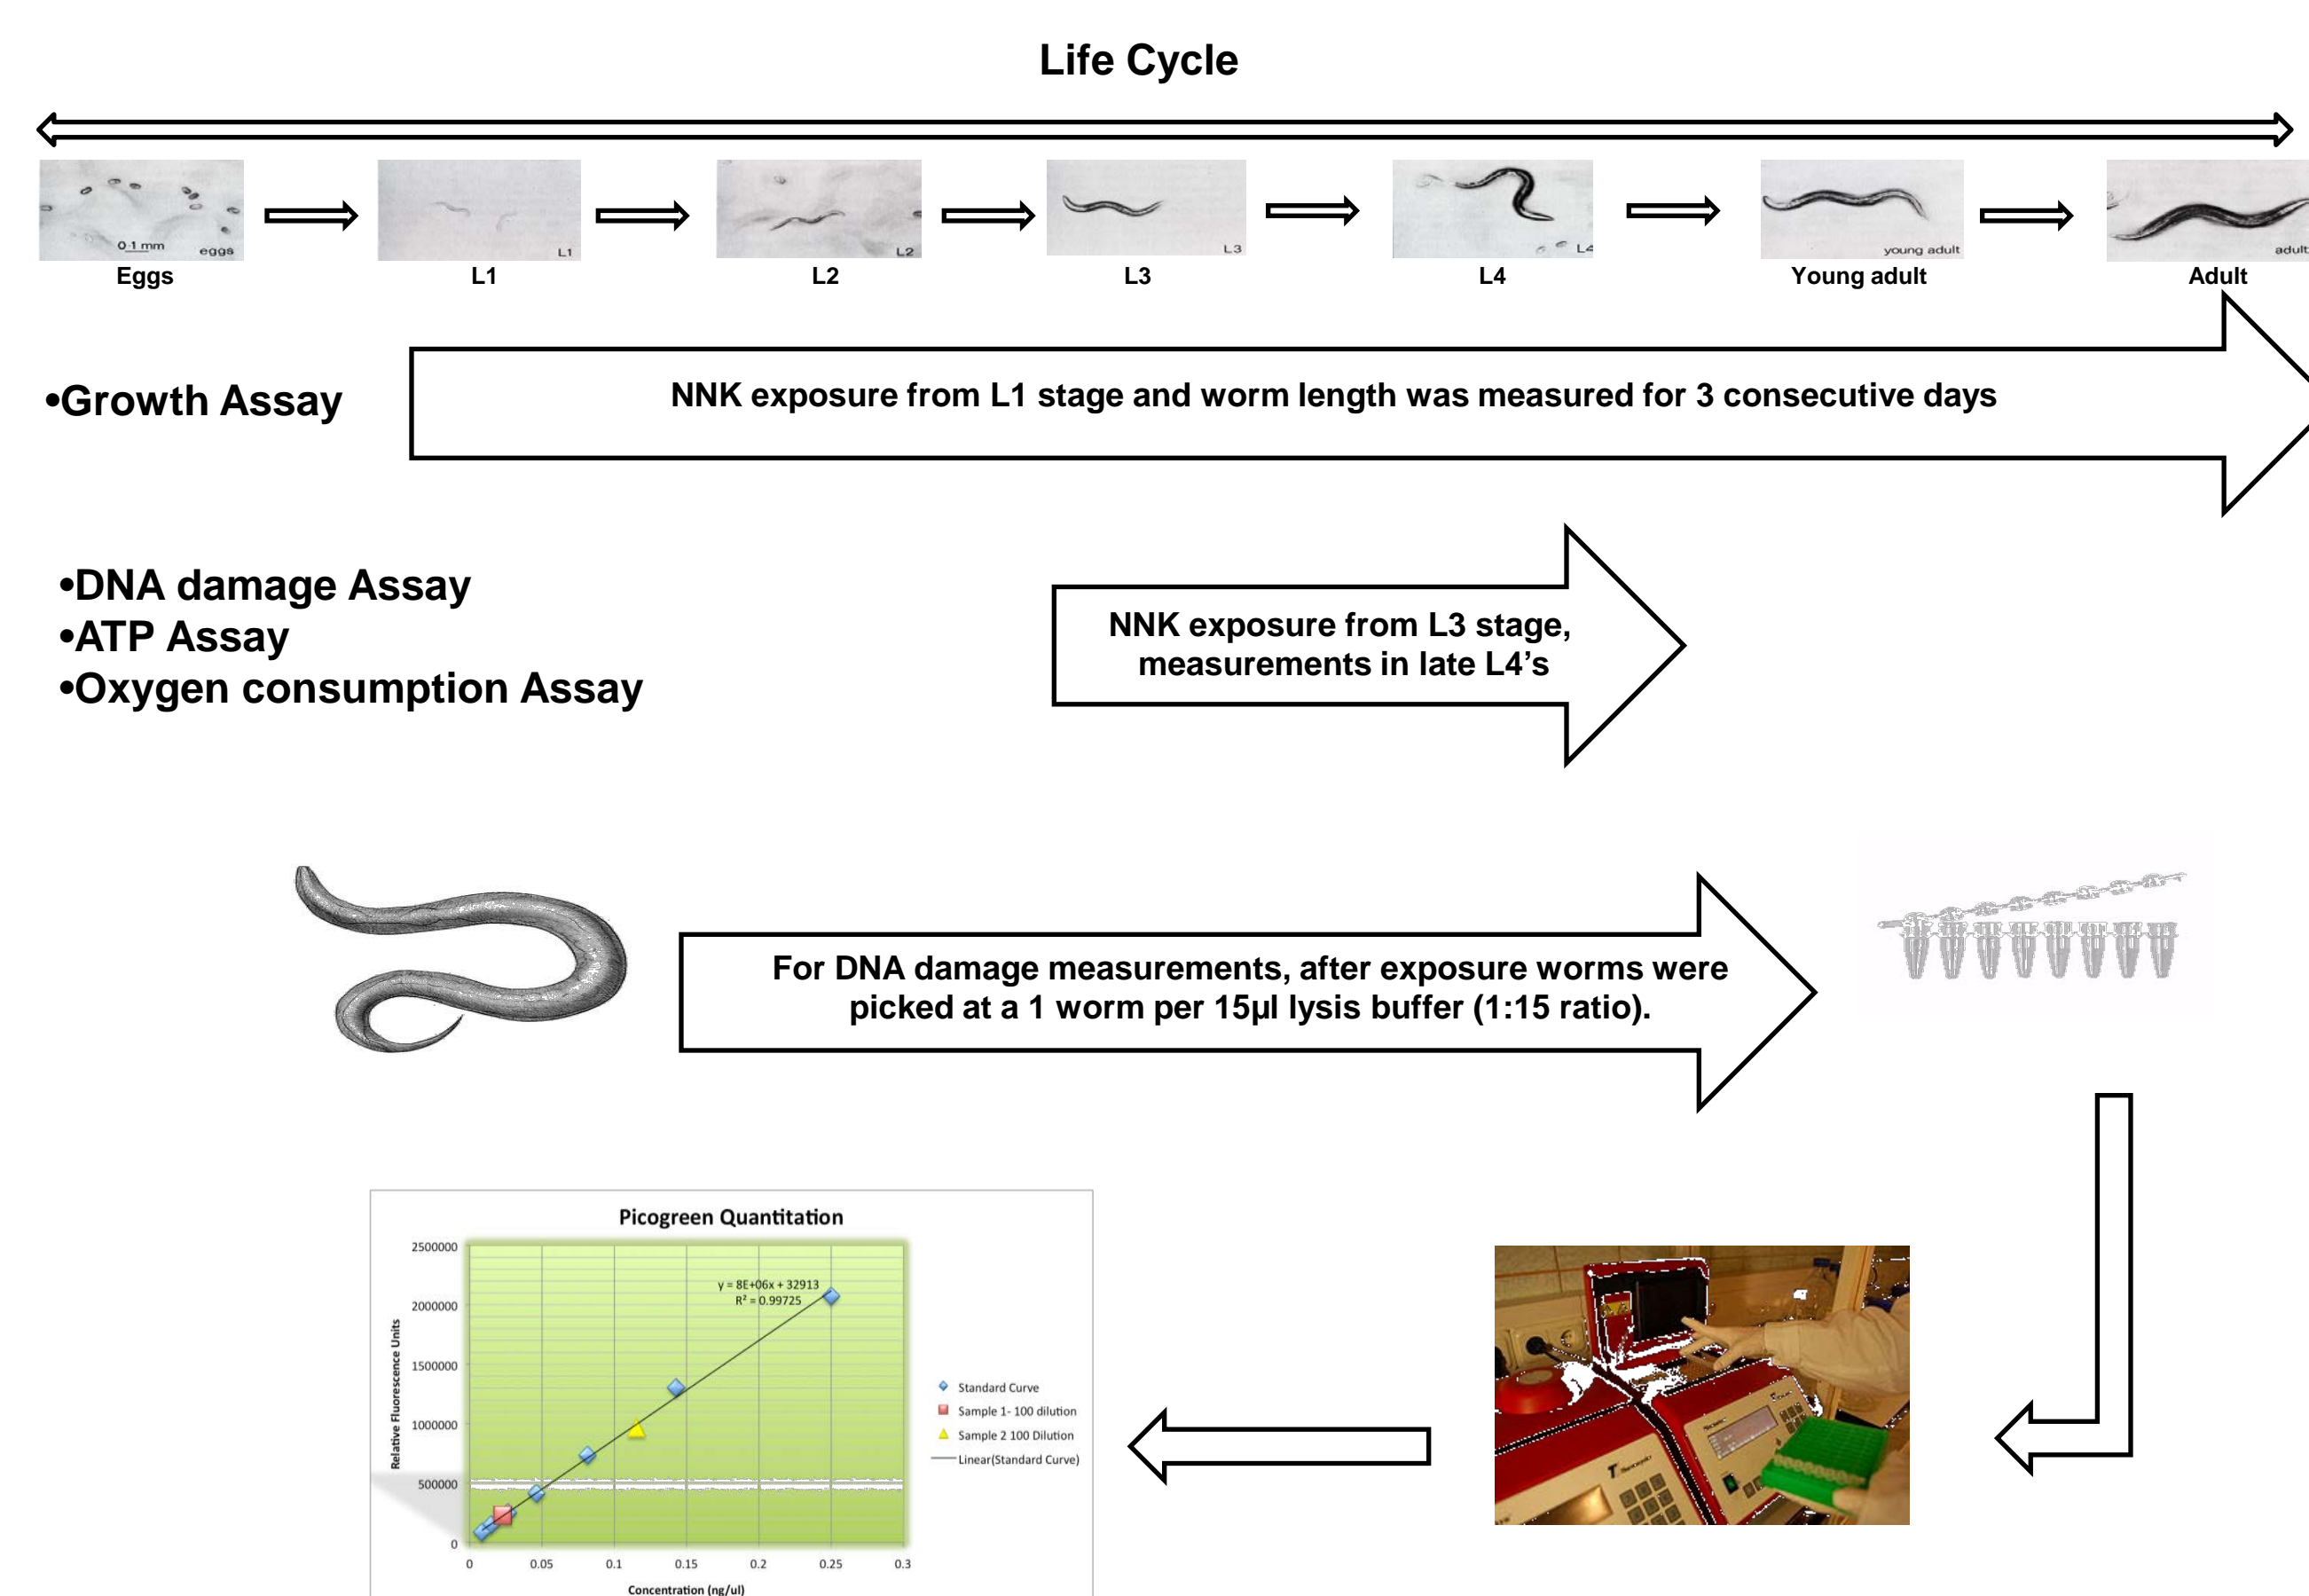 Life Cycle
0·1 mm
eggs
L1
L2
L3
L4
young adult
adult
Eggs
L1
L2
L3
L4
Young adult
Adult
•Growth Assay
NNK exposure from L1 stage and worm length was measured for 3 consecutive days
•DNA damage Assay
•ATP Assay
•Oxygen consumption Assay
NNK exposure from L3 stage,
measurements in late L4’s
For DNA damage measurements, after exposure worms were
picked at a 1 worm per 15µl lysis buffer (1:15 ratio).
Picogreen Quantitation
Relative Fluorescence Units
2500000
2000000
1500000
1000000
500000
0
y = 8E+06x + 32913
R² = 0.99725
0
0.05
0.1
0.15
0.2
0.25
0.3
Concentration (ng/ul)
Standard Curve
Sample 1- 100 dilution
Sample 2 100 Dilution
Linear(Standard Curve)